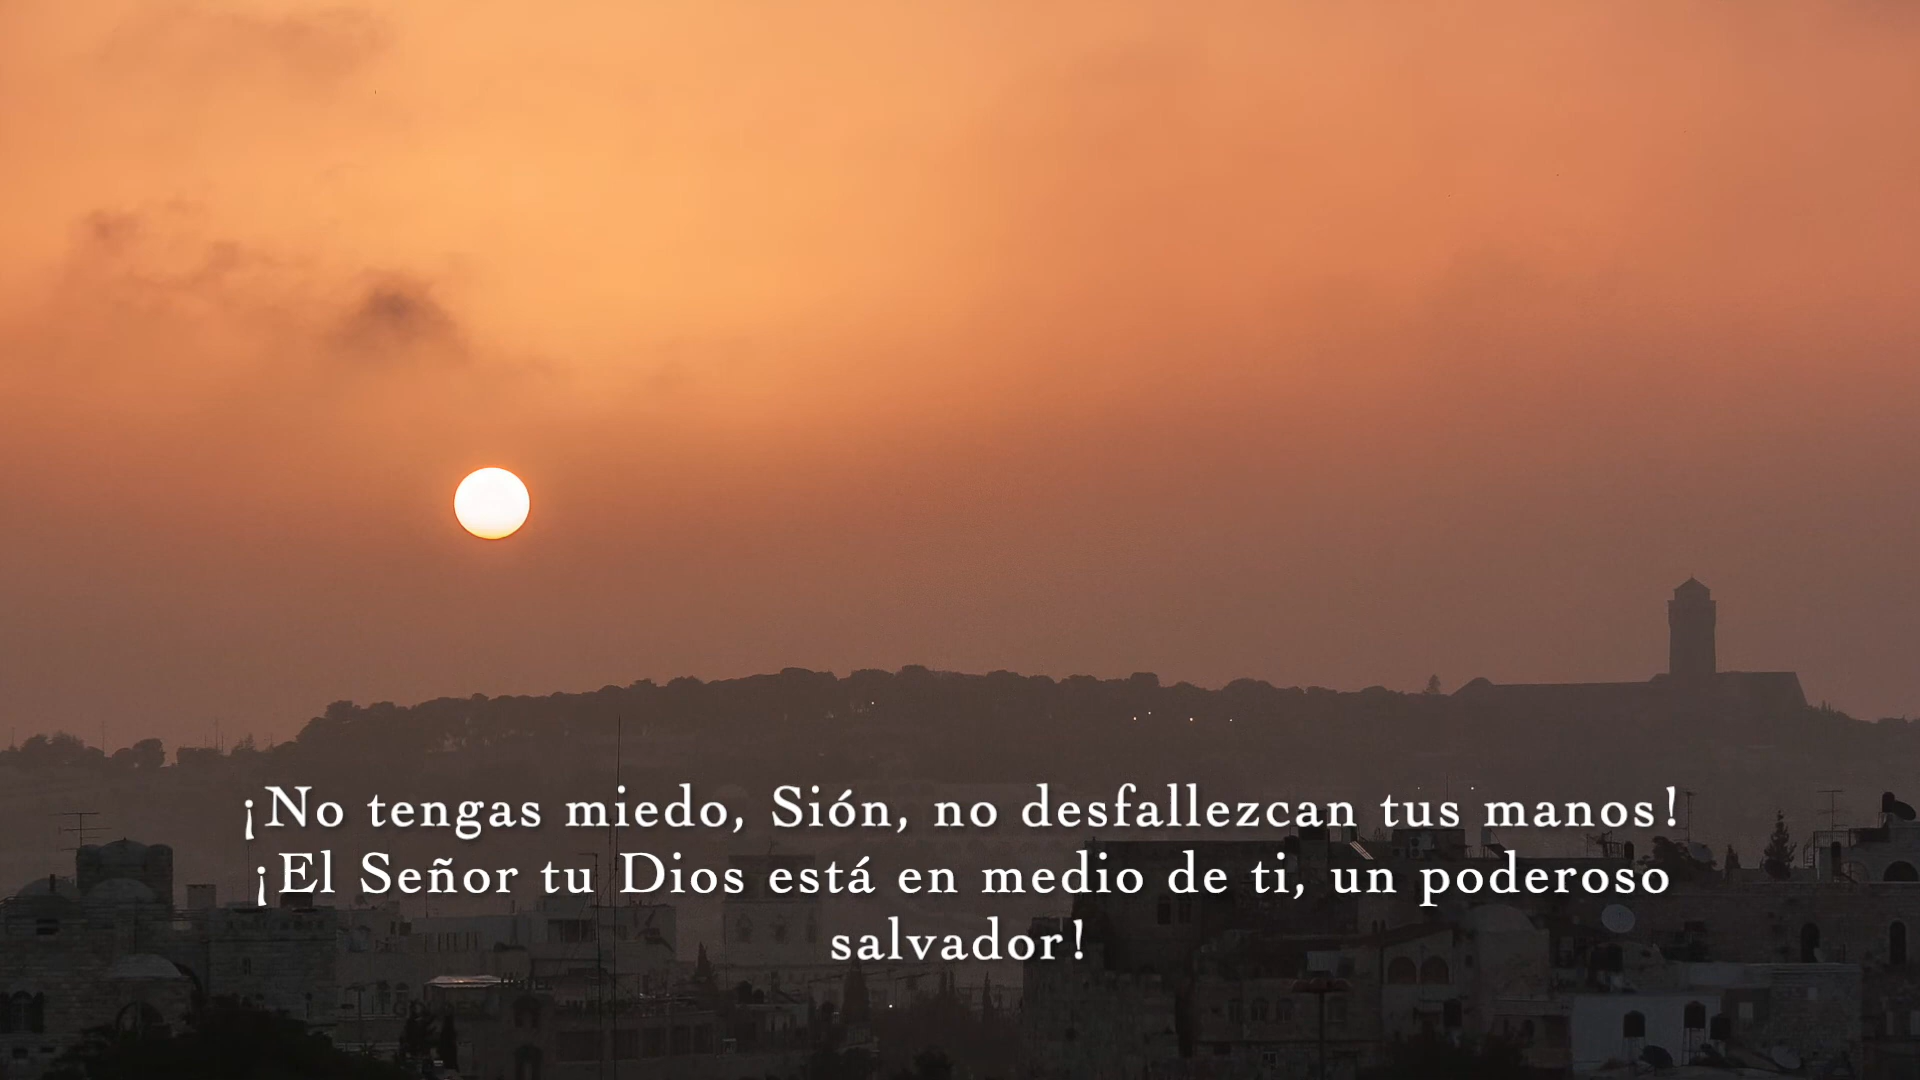 ¡No tengas miedo, Sión, no desfallezcan tus manos!
¡El Señor tu Dios está en medio de ti, un poderoso
salvador!